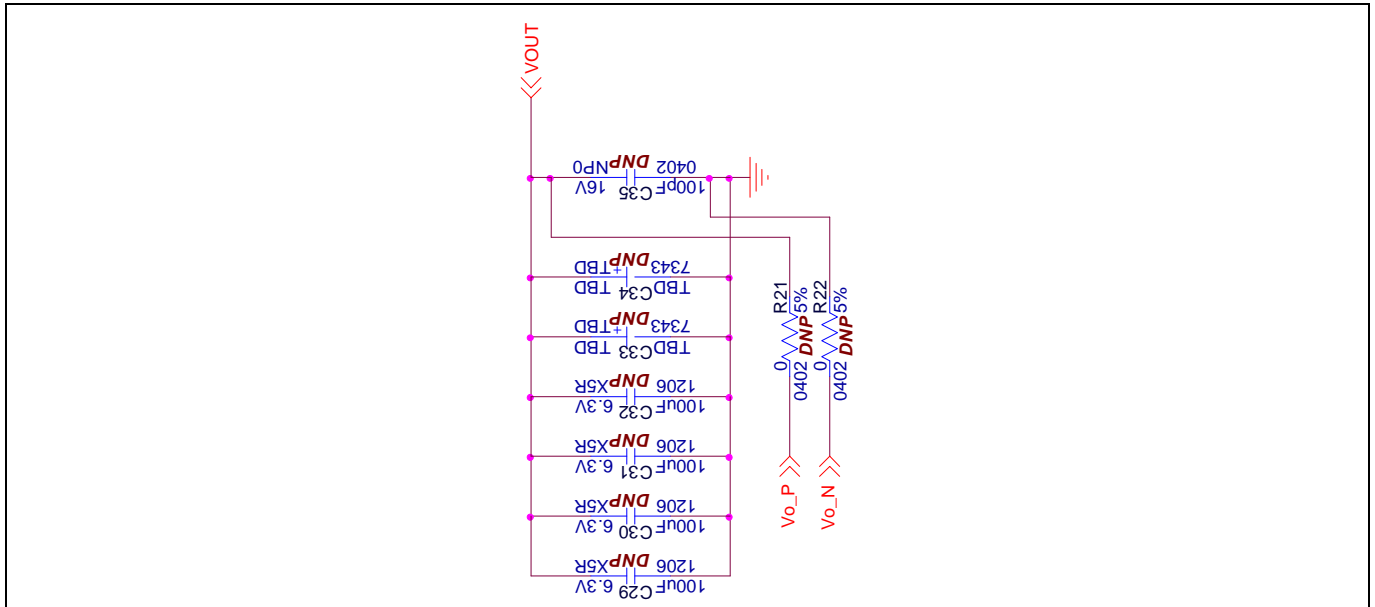 VOUT
0402 DNP NP0
100pF C35 16V
7343 DNP +TBD
TBD C34 TBD
7343 DNP +TBD
TBD C33 TBD
1206 DNP X5R
100uF C32 6.3V
1206 DNP X5R
100uF C31 6.3V
1206 DNP X5R
100uF C30 6.3V
1206 DNP X5R
100uF C29 6.3V
0 R21
0402 DNP 5%
0 R22
0402 DNP 5%
Vo_P
Vo_N